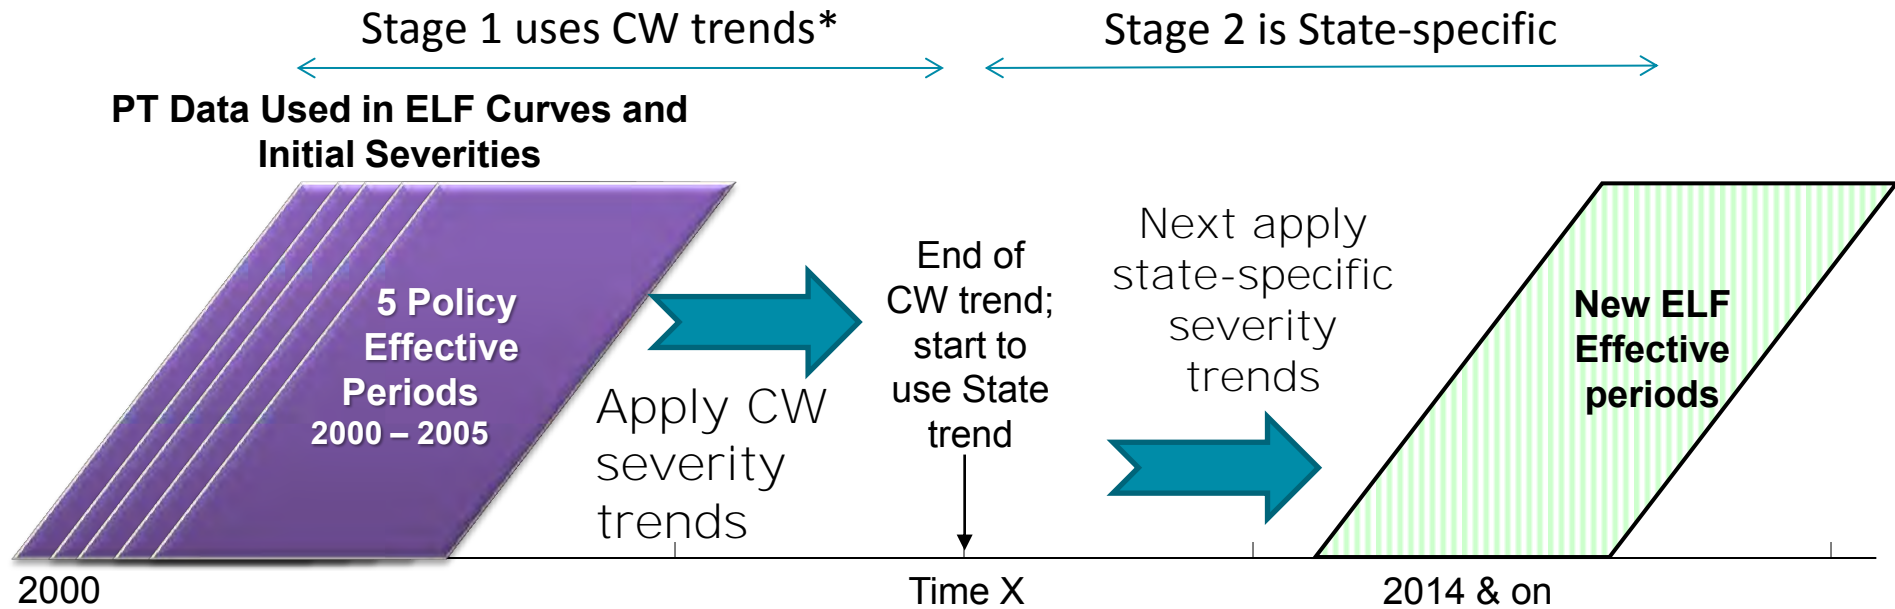 Stage 1 uses CW trends*
Stage 2 is State-specific
PT Data Used in ELF Curves and
Initial Severities
5 Policy
Effective
Periods
2000 – 2005
Apply CW
severity
trends
End of
CW trend;
start to
use State
trend
Next apply
state-specific
severity
trends
New ELF
Effective
periods
2000
Time X
2014 & on